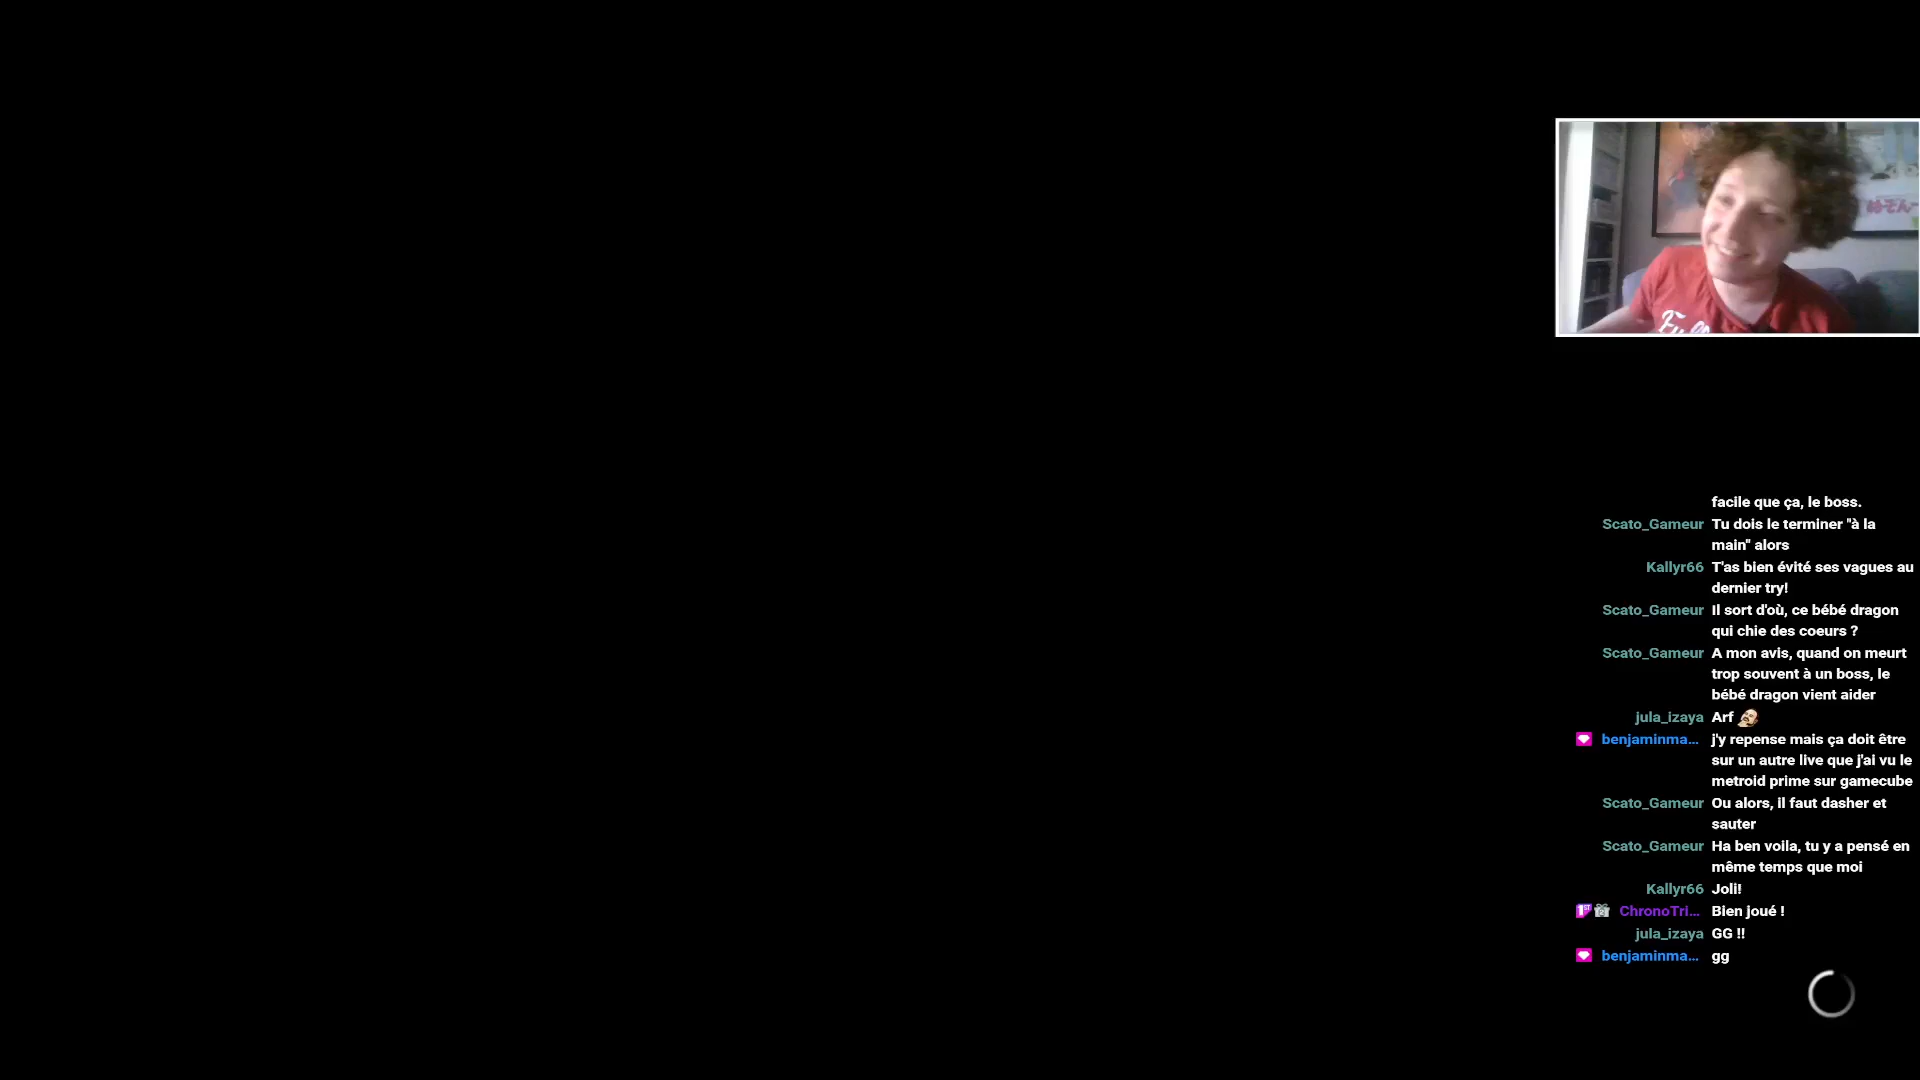 めぞん
facile que ça, le boss.
Scato_Gameur Tu dois le terminer "à la
main" alors
Kallyr66 T'as bien évité ses vagues au
dernier try!
Scato_Gameur Il sort d'où, ce bébé dragon
qui chie des coeurs ?
Scato_Gameur A mon avis, quand on meurt
trop souvent à un boss, le
bébé dragon vient aider
jula_izaya Arf
benjaminma... j'y repense mais ça doit être
sur un autre live que j'ai vu le
metroid prime sur gamecube
Scato_Gameur Ou alors, il faut dasher et
sauter
Scato_Gameur Ha ben voila, tu y a pensé en
même temps que moi
Kallyr66 Joli!
1ST ChronoTri... Bien joué !
jula_izaya GG !!
benjaminma... gg